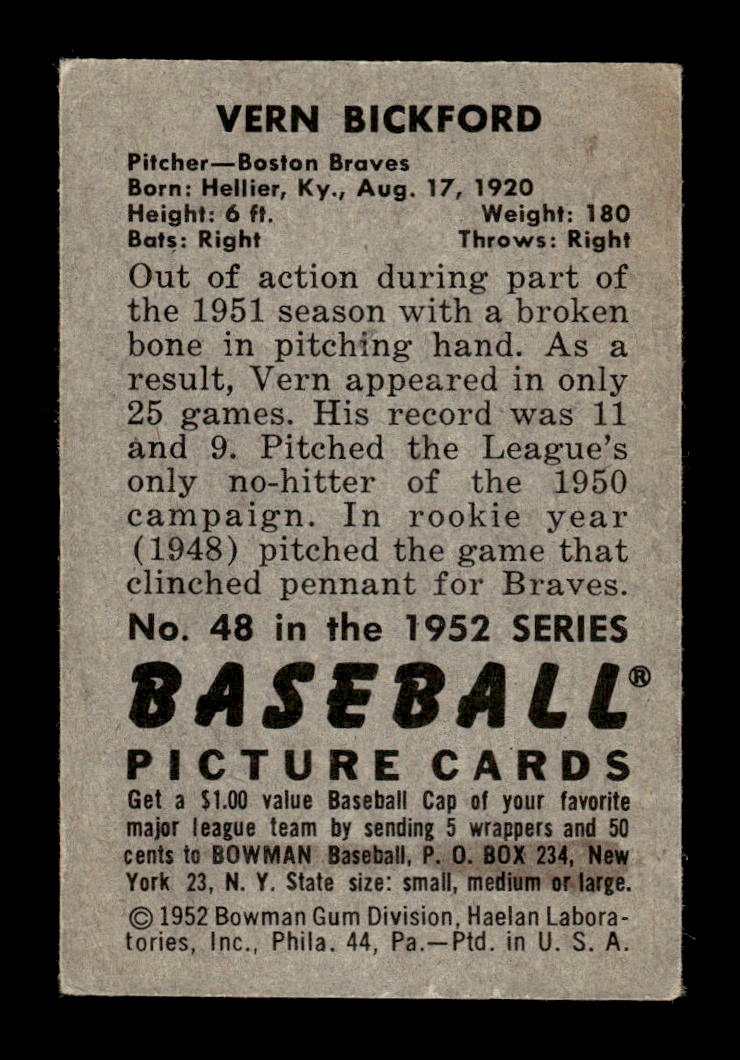 VERN BICKFORD
Pitcher—Boston Braves
Born: Hellier, Ky., Aug. 17, 1920
Height: 6 ft. Weight: 180
Bats: Right Throws: Right
Out of action during part of
the 1951 season with a broken
bone in pitching hand. As a
result, Vern appeared in only
25 games. His record was 11
and 9. Pitched the League's
only no-hitter of the 1950
campaign. In rookie year
(1948) pitched the game that
clinched pennant for Braves.
No. 48 in the 1952 SERIES
BASEBALL®
PICTURE CARDS
Get a $1.00 value Baseball Cap of your favorite
major league team by sending 5 wrappers and 50
cents to BOWMAN Baseball, P. O. BOX 234, New
York 23, N. Y. State size: small, medium or large.
© 1952 Bowman Gum Division, Haelan Labora-
tories, Inc., Phila. 44, Pa.—Ptd. in U. S. A.